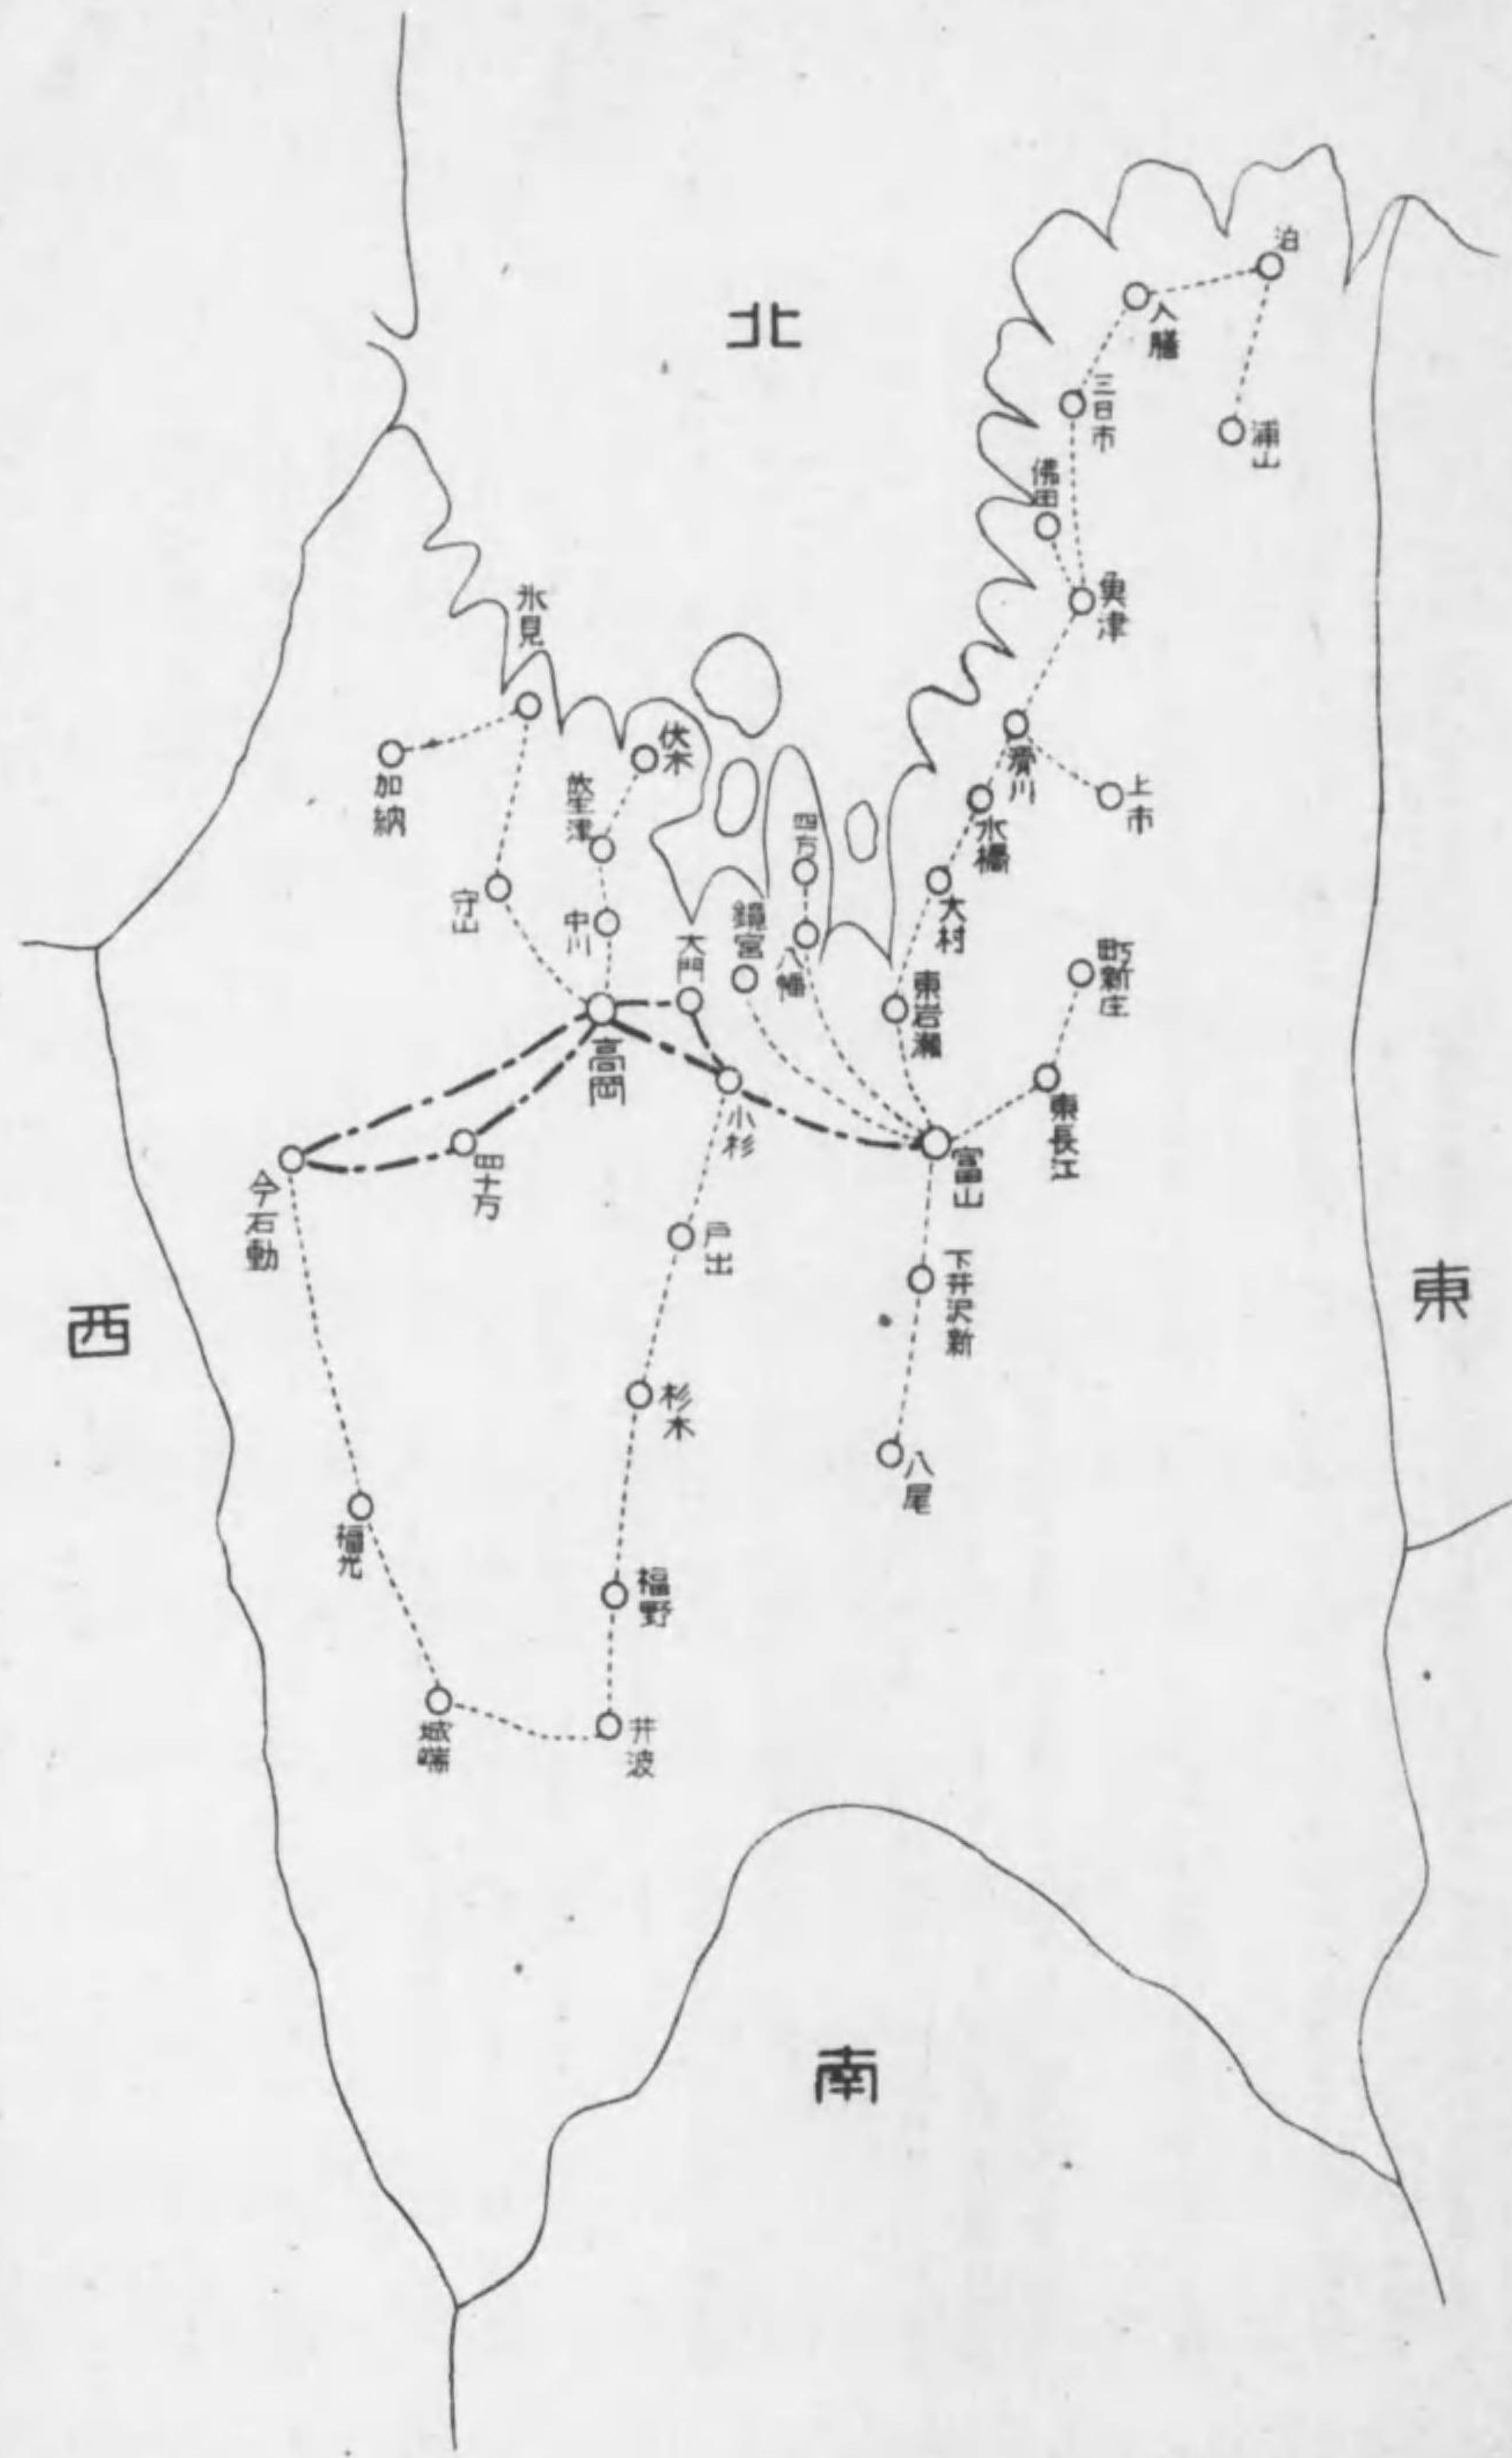 北
泊
入膳
三日市
浦山
佛田
魚津
氷見
伏木
滑川
加納
放生津
上市
四方
水橋
守山
中川
鏡宮
大村
大門
八幡
町新庄
東岩瀬
高岡
小杉
東長江
四十万
富山
今石動
戸出
下井沢新
西
東
杉木
八尾
福光
福野
城端
井波
南